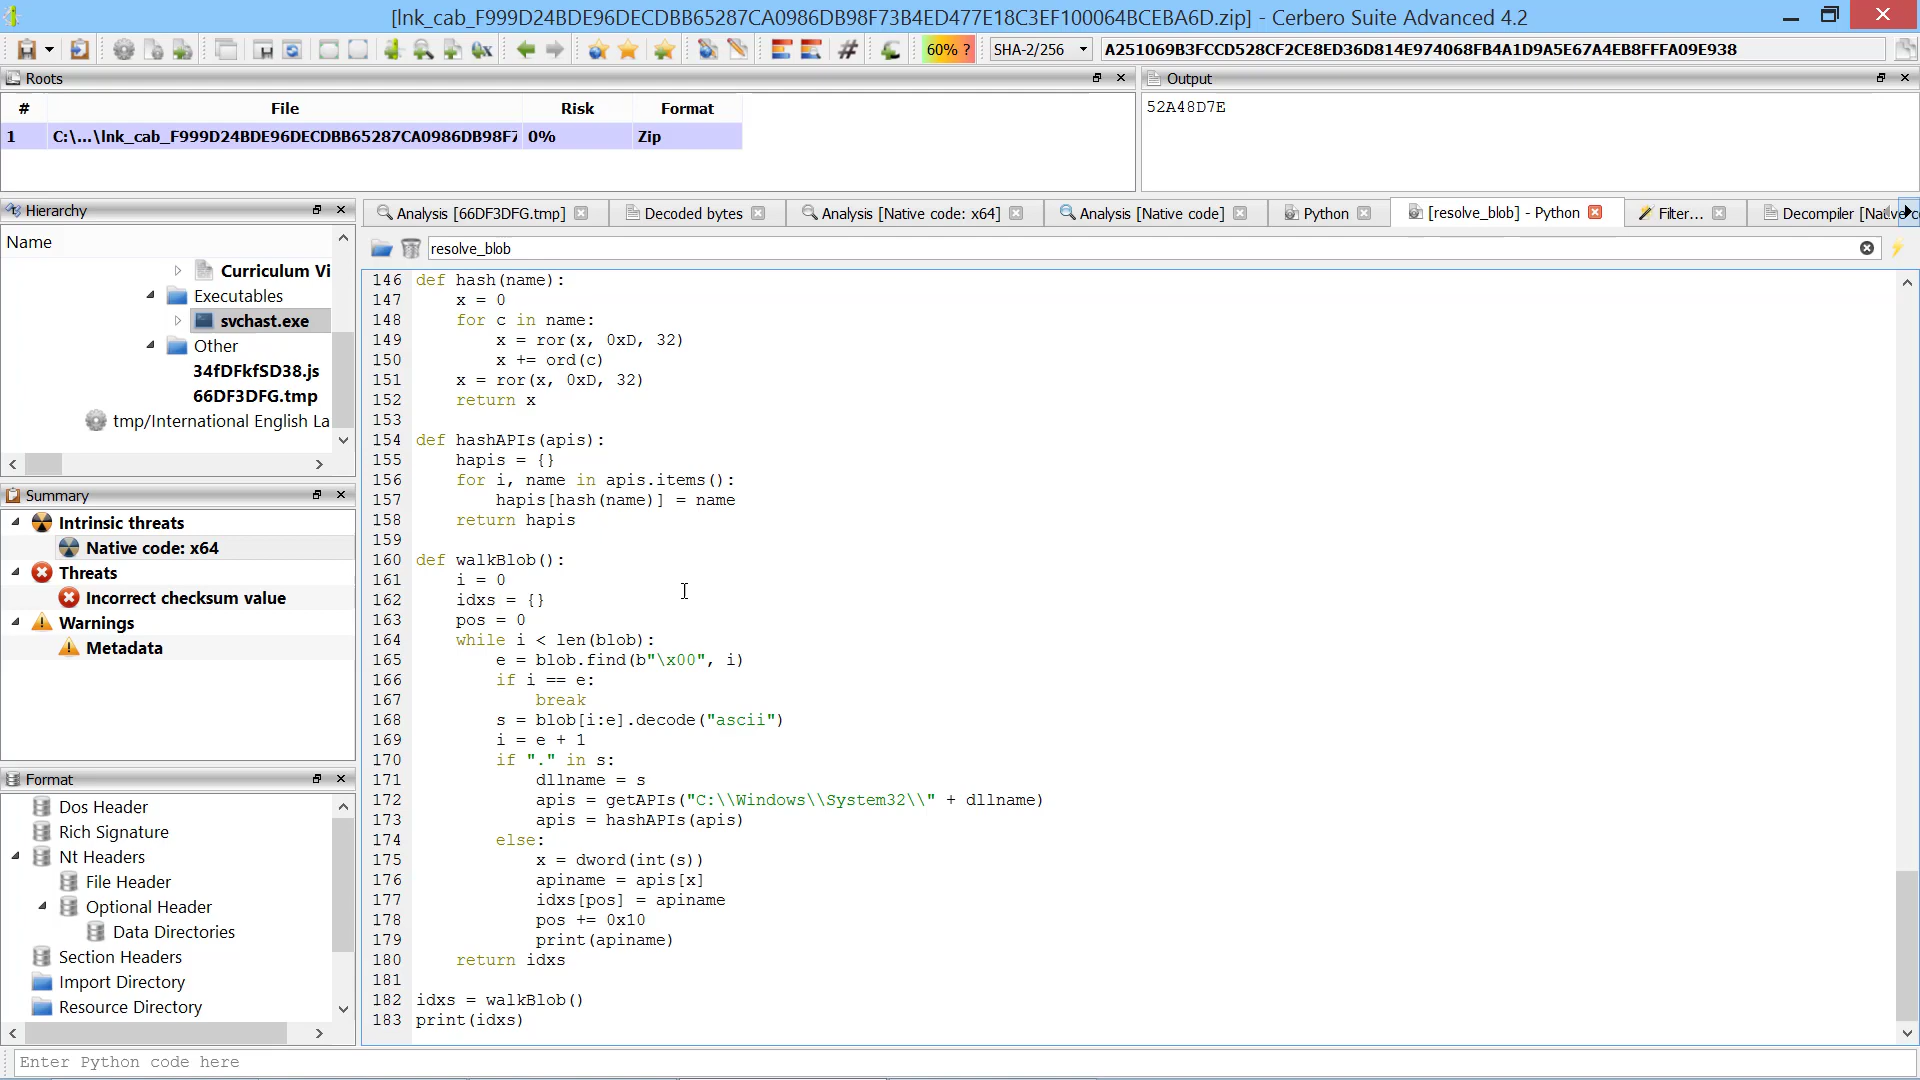 [lnk_cab_F999D24BDE96DECDBB65287CA0986DB98F73B4ED477E18C3EF100064BCEBA6D.zip] - Cerbero Suite Advanced 4.2
60% ?
SHA-2/256
A251069B3FCCD528CF2CE8ED36D814E974068FB4A1D9A5E67A4EB8FFFA09E938
Roots
# File Risk Format
1 C:\...\lnk_cab_F999D24BDE96DECDBB65287CA0986DB98F7 0% Zip
Output
52A48D7E
Hierarchy
Name
Curriculum Vi
Executables
svchast.exe
Other
34fDFkfSD38.js
66DF3DFG.tmp
tmp/International English La
Summary
Intrinsic threats
Native code: x64
Threats
Incorrect checksum value
Warnings
Metadata
Format
Dos Header
Rich Signature
Nt Headers
File Header
Optional Header
Data Directories
Section Headers
Import Directory
Resource Directory
Analysis [66DF3DFG.tmp]
Decoded bytes
Analysis [Native code: x64]
Analysis [Native code]
Python
[resolve_blob] - Python
Filter...
Decompiler [Native co
resolve_blob
146 def hash(name):
147     x = 0
148     for c in name:
149         x = ror(x, 0xD, 32)
150         x += ord(c)
151     x = ror(x, 0xD, 32)
152     return x
153
154 def hashAPIs(apis):
155     hapis = {}
156     for i, name in apis.items():
157         hapis[hash(name)] = name
158     return hapis
159
160 def walkBlob():
161     i = 0
162     idxs = {}
163     pos = 0
164     while i < len(blob):
165         e = blob.find(b"\x00", i)
166         if i == e:
167             break
168         s = blob[i:e].decode("ascii")
169         i = e + 1
170         if "." in s:
171             dllname = s
172             apis = getAPIs("C:\\Windows\\System32\\" + dllname)
173             apis = hashAPIs(apis)
174         else:
175             x = dword(int(s))
176             apiname = apis[x]
177             idxs[pos] = apiname
178             pos += 0x10
179             print(apiname)
180     return idxs
181
182 idxs = walkBlob()
183 print(idxs)
Enter Python code here